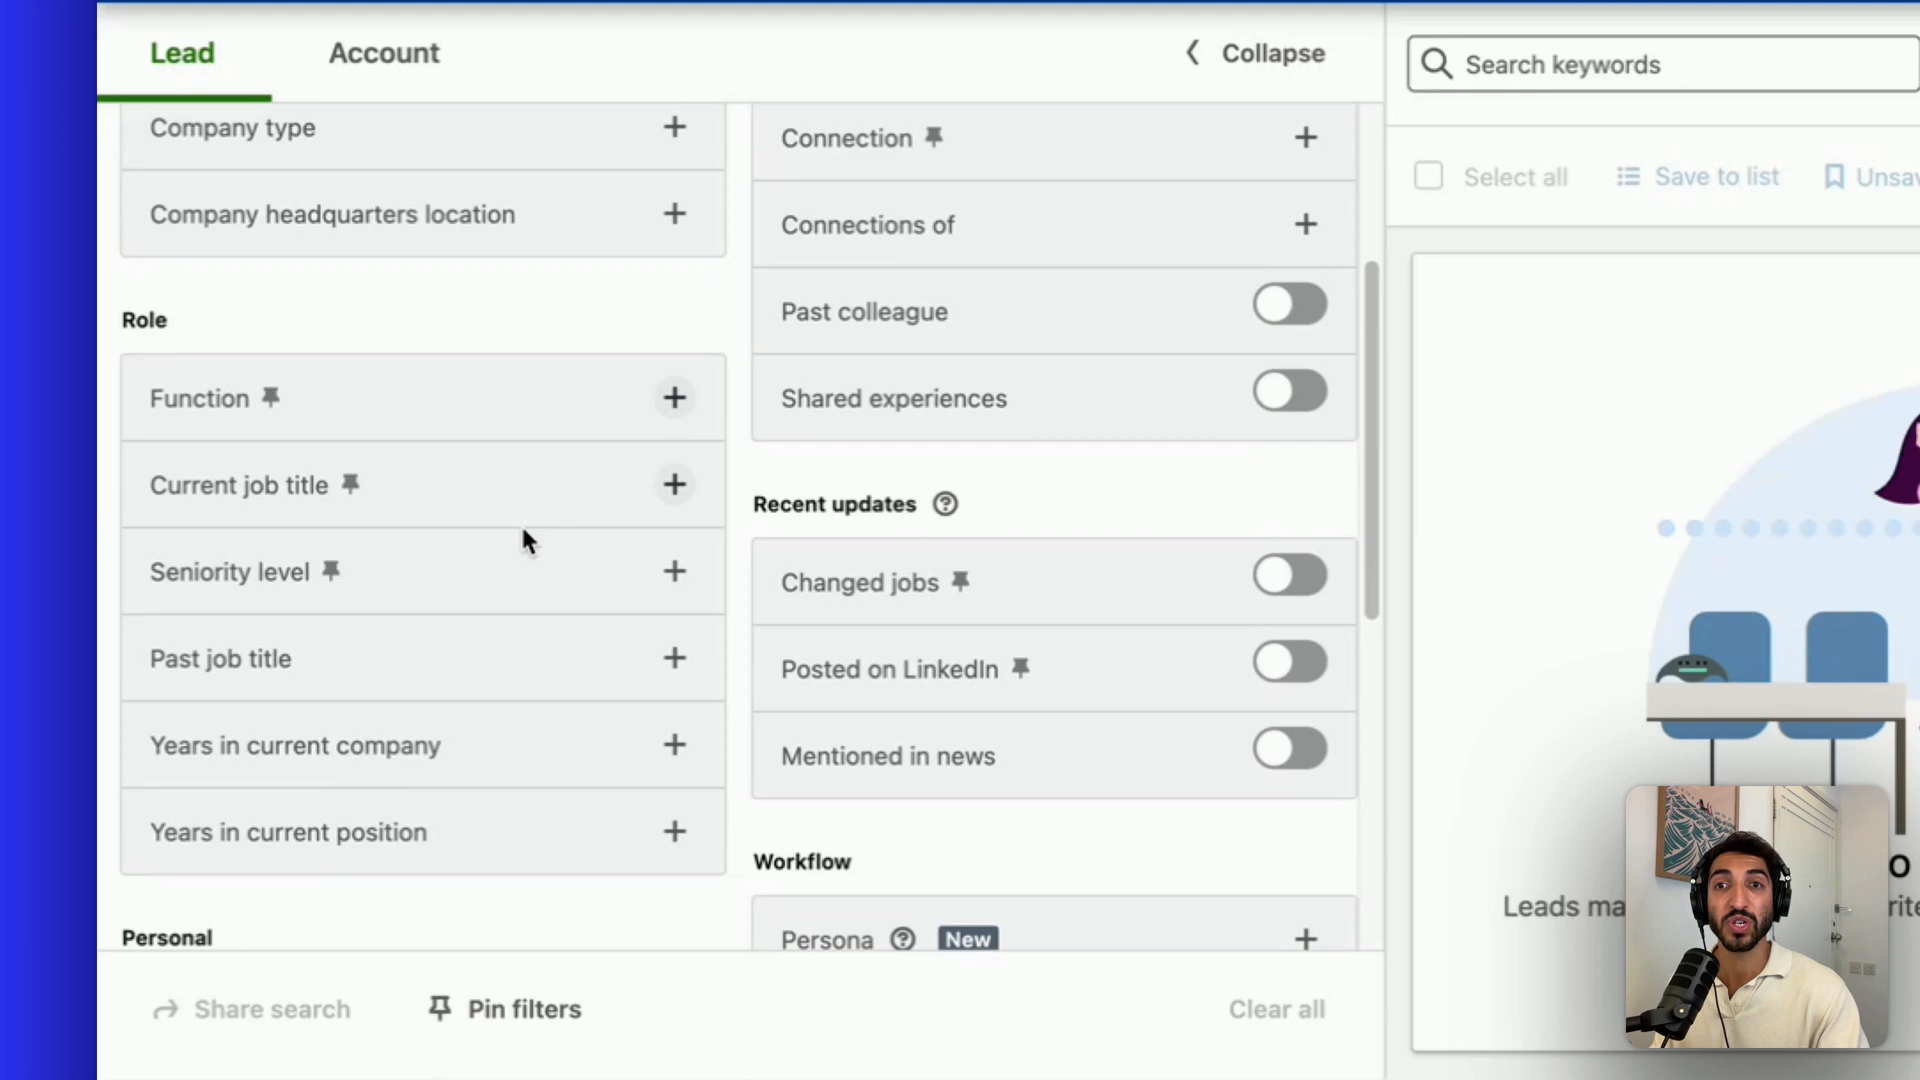 Lead
Account
Collapse
Search keywords
Company type
Connection
Select all
Save to list
Company headquarters location
Connections of
Past colleague
Role
Function
Shared experiences
Current job title
Recent updates
Seniority level
Changed jobs
Past job title
Posted on LinkedIn
Years in current company
Mentioned in news
Years in current position
Workflow
Leads
Personal
Persona
New
Share search
Pin filters
Clear all